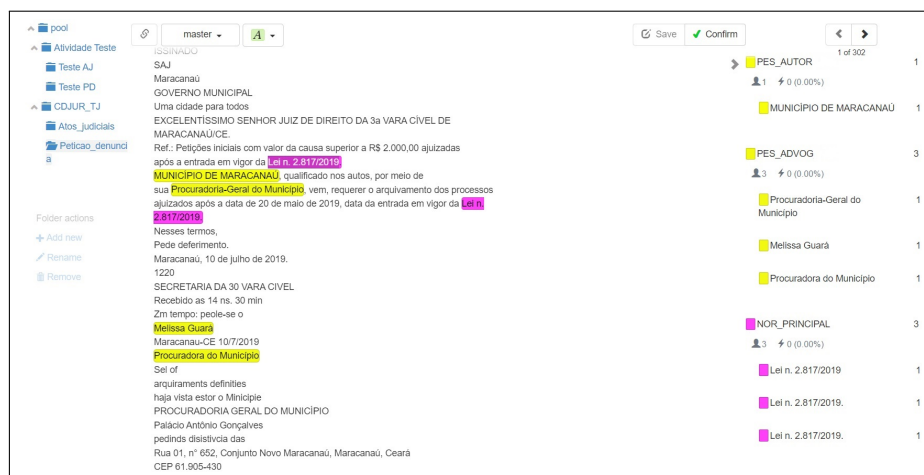 pool
Atividade Teste
Teste AJ
Teste PD
CDJUR_TJ
Atos_judiciais
Peticao_denunci
a
Folder actions
Add new
Rename
Remove
master
A
Save
Confirm
1 of 302
ISSINADO
SAJ
Maracanaú
GOVERNO MUNICIPAL
Uma cidade para todos
EXCELENTÍSSIMO SENHOR JUIZ DE DIREITO DA 3a VARA CÍVEL DE
MARACANAÚ/CE.
Ref.: Petições iniciais com valor da causa superior a R$ 2.000,00 ajuizadas
após a entrada em vigor da Lei n. 2.817/2019
MUNICÍPIO DE MARACANAÚ, qualificado nos autos, por meio de
sua Procuradoria-Geral do Município, vem, requerer o arquivamento dos processos
ajuizados após a data de 20 de maio de 2019, data da entrada em vigor da Lei n.
2.817/2019.
Nesses termos,
Pede deferimento.
Maracanaú, 10 de julho de 2019.
1220
SECRETARIA DA 30 VARA CIVEL
Recebido as 14 ns. 30 min
Zm tempo: peole-se o
Melissa Guará
Maracanau-CE 10/7/2019
Procuradora do Município
Sel of
arquiraments definities
haja vista estor o Minicipie
PROCURADORIA GERAL DO MUNICÍPIO
Palácio Antônio Gonçalves
pedinds disistivcia das
Rua 01, n° 652, Conjunto Novo Maracanaú, Maracanaú, Ceará
CEP 61.905-430
PES_AUTOR 1
1 0 (0.00%)
MUNICÍPIO DE MARACANAÚ 1
PES_ADVOG 3
3 0 (0.00%)
Procuradoria-Geral do 1
Município
Melissa Guará 1
Procuradora do Município 1
NOR_PRINCIPAL 3
3 0 (0.00%)
Lei n. 2.817/2019 1
Lei n. 2.817/2019. 1
Lei n. 2.817/2019. 1